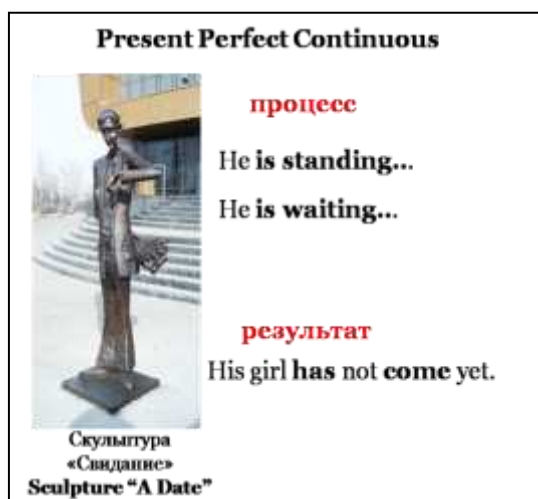 Present Perfect Continuous
процесс
He is standing...
He is waiting...
результат
His girl has not come yet.
Скульптура
«Свидание»
Sculpture “A Date”